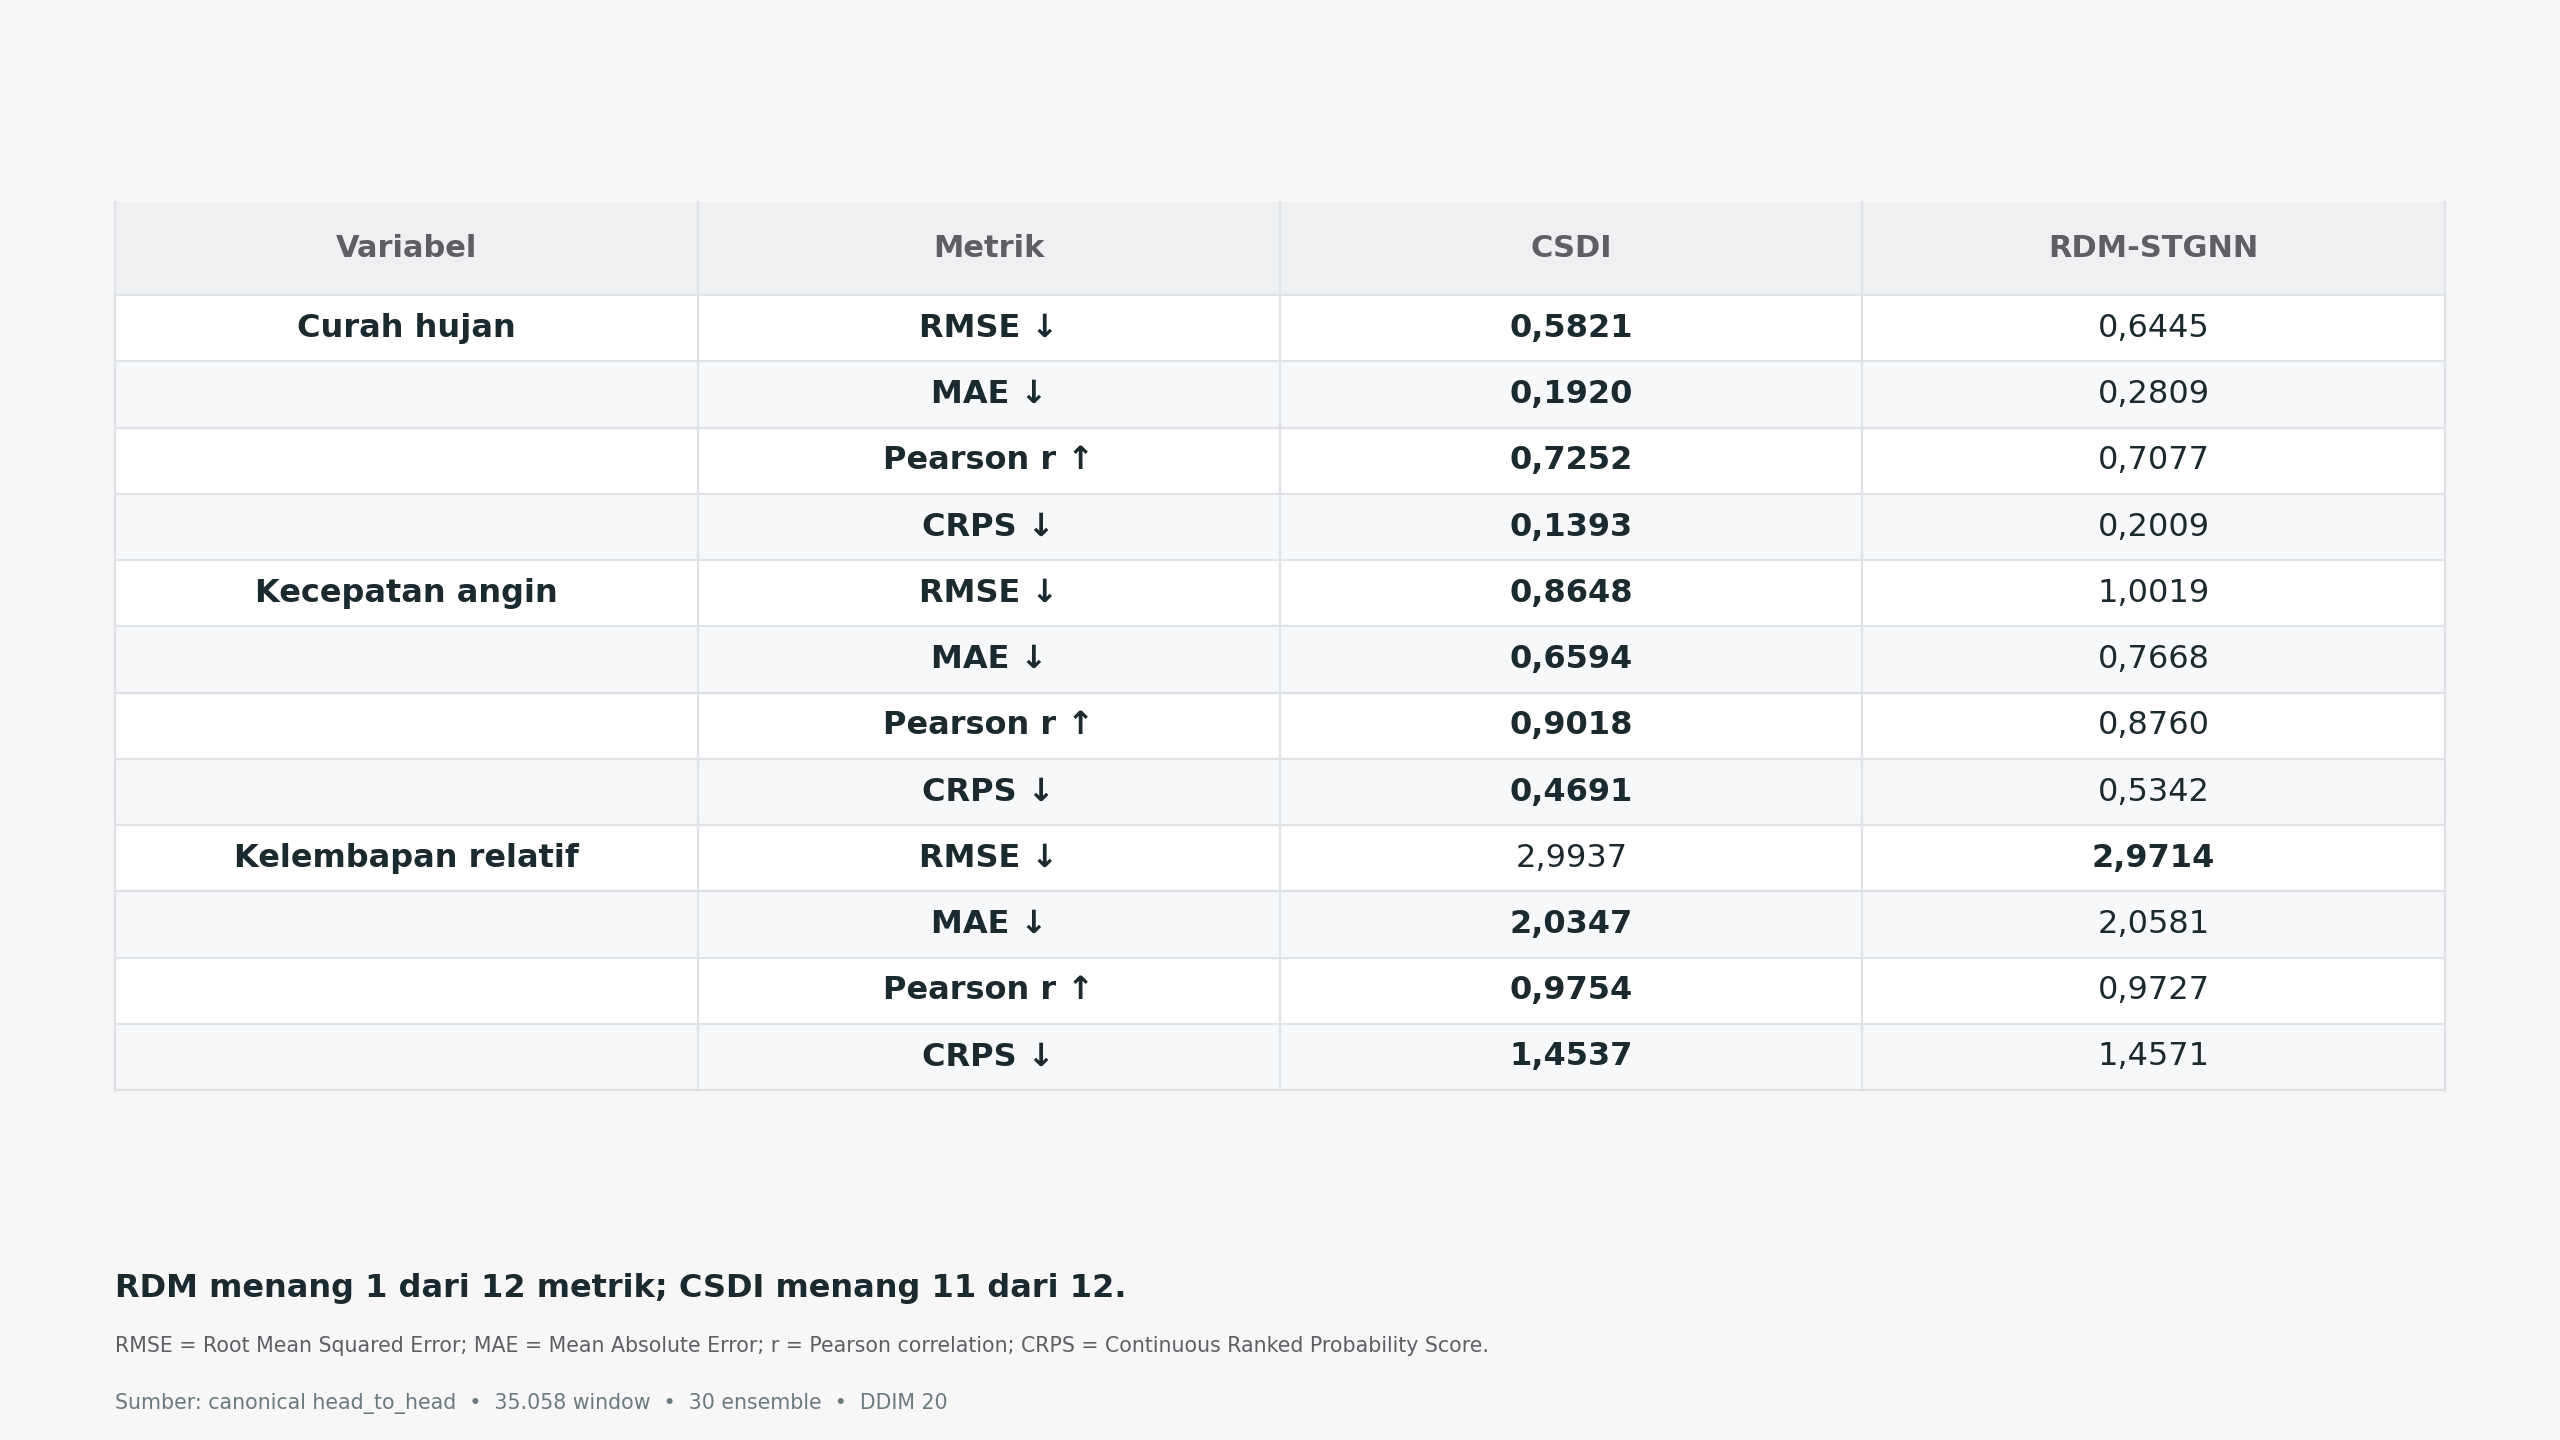 Variabel Metrik CSDI RDM-STGNN
Curah hujan RMSE ↓ 0,5821 0,6445
MAE ↓ 0,1920 0,2809
Pearson r ↑ 0,7252 0,7077
CRPS ↓ 0,1393 0,2009
Kecepatan angin RMSE ↓ 0,8648 1,0019
MAE ↓ 0,6594 0,7668
Pearson r ↑ 0,9018 0,8760
CRPS ↓ 0,4691 0,5342
Kelembapan relatif RMSE ↓ 2,9937 2,9714
MAE ↓ 2,0347 2,0581
Pearson r ↑ 0,9754 0,9727
CRPS ↓ 1,4537 1,4571
RDM menang 1 dari 12 metrik; CSDI menang 11 dari 12.
RMSE = Root Mean Squared Error; MAE = Mean Absolute Error; r = Pearson correlation; CRPS = Continuous Ranked Probability Score.
Sumber: canonical head_to_head • 35.058 window • 30 ensemble • DDIM 20